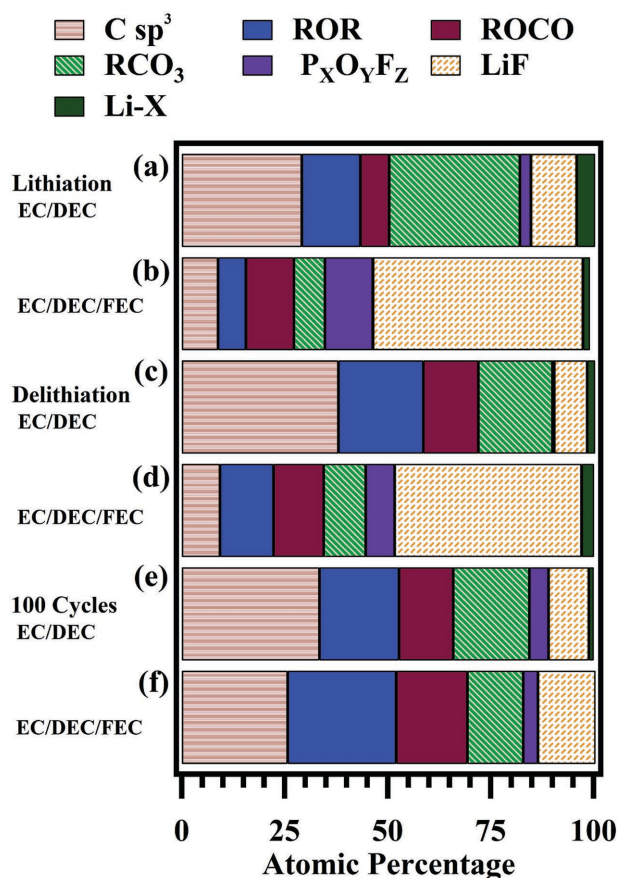 C sp³ ROR ROCO
RCO₃ PₓOᵧF_Z LiF
Li-X
(a)
Lithiation
EC/DEC
(b)
EC/DEC/FEC
(c)
Delithiation
EC/DEC
(d)
EC/DEC/FEC
(e)
100 Cycles
EC/DEC
(f)
EC/DEC/FEC
0 25 50 75 100
Atomic Percentage